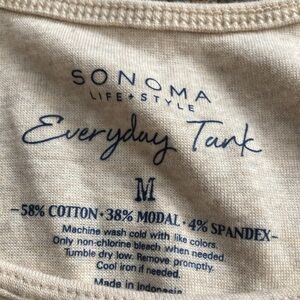 SONOMA
LIFE + STYLE
Everyday Tank
M
-58% COTTON · 38% MODAL · 4% SPANDEX-
Machine wash cold with like colors.
Only non-chlorine bleach when needed.
Tumble dry low. Remove promptly.
Cool iron if needed.
Made in Indonesia